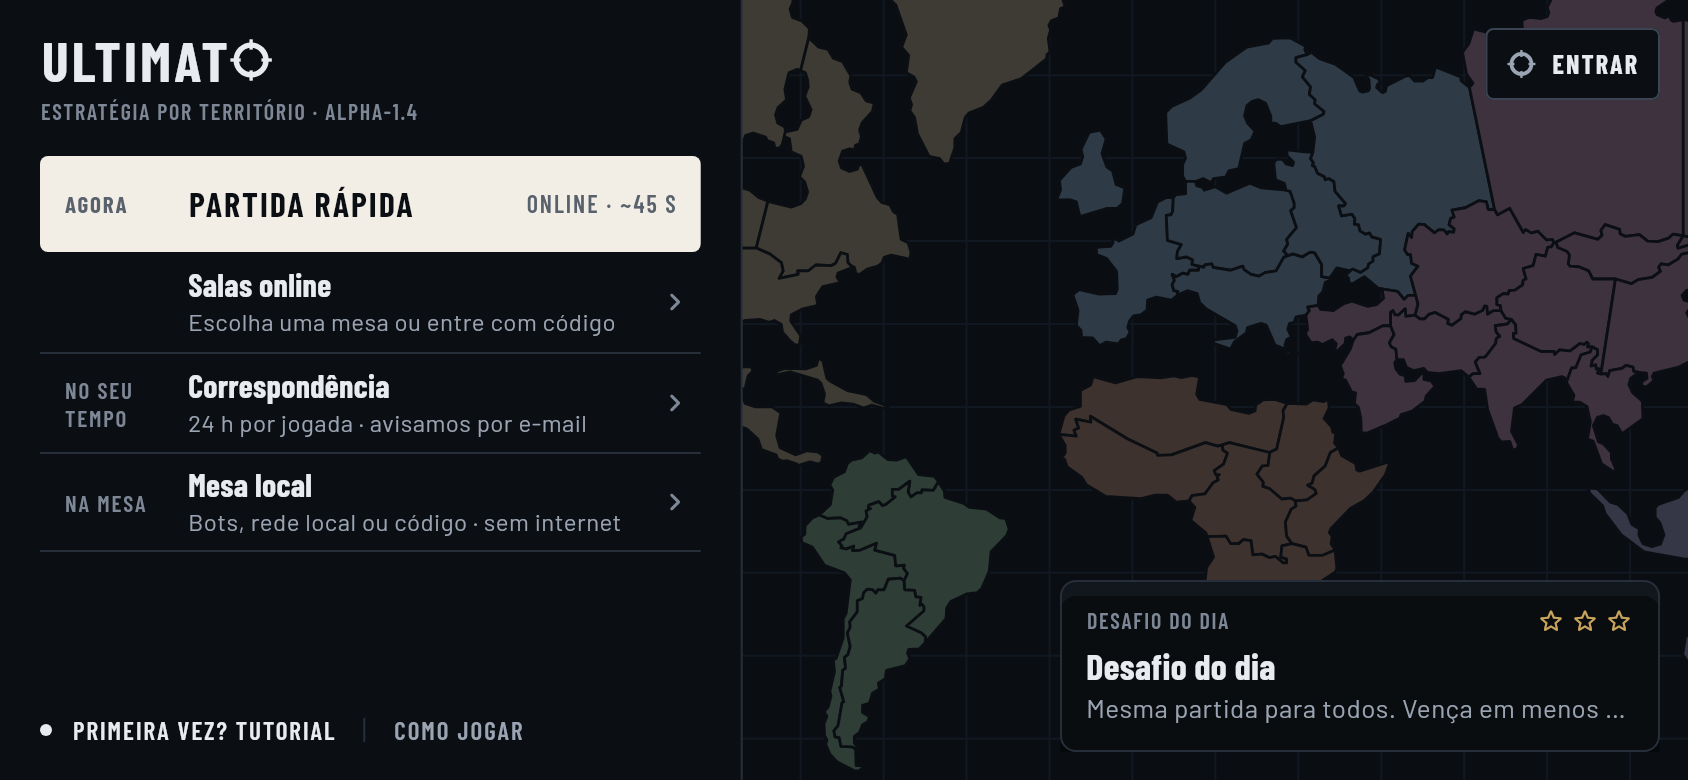 ULTIMATO
ESTRATÉGIA POR TERRITÓRIO · ALPHA-1.4
ENTRAR
AGORA
PARTIDA RÁPIDA
ONLINE · ~45 S
Salas online
Escolha uma mesa ou entre com código
NO SEU
TEMPO
Correspondência
24 h por jogada · avisamos por e-mail
NA MESA
Mesa local
Bots, rede local ou código · sem internet
PRIMEIRA VEZ? TUTORIAL
COMO JOGAR
DESAFIO DO DIA
Desafio do dia
Mesma partida para todos. Vença em menos ...